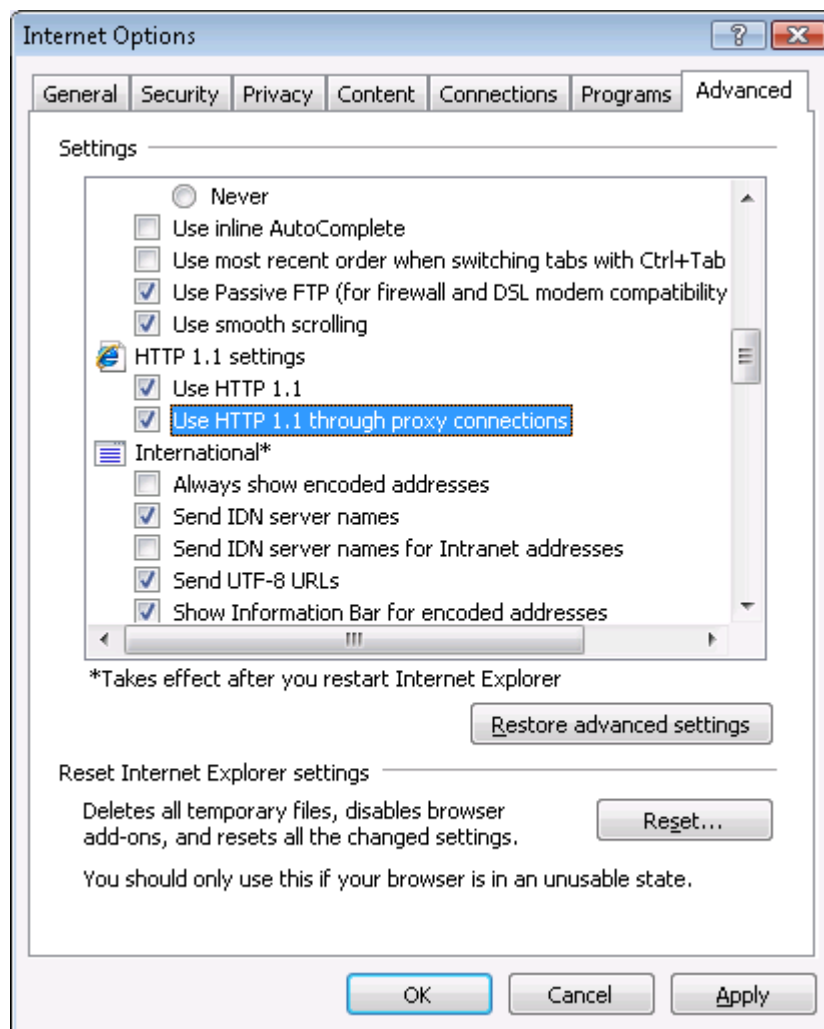 Internet Options
General Security Privacy Content Connections Programs Advanced
Settings
Never
Use inline AutoComplete
Use most recent order when switching tabs with Ctrl+Tab
Use Passive FTP (for firewall and DSL modem compatibility
Use smooth scrolling
HTTP 1.1 settings
Use HTTP 1.1
Use HTTP 1.1 through proxy connections
International*
Always show encoded addresses
Send IDN server names
Send IDN server names for Intranet addresses
Send UTF-8 URLs
Show Information Bar for encoded addresses
*Takes effect after you restart Internet Explorer
Restore advanced settings
Reset Internet Explorer settings
Deletes all temporary files, disables browser
add-ons, and resets all the changed settings.
Reset...
You should only use this if your browser is in an unusable state.
OK Cancel Apply